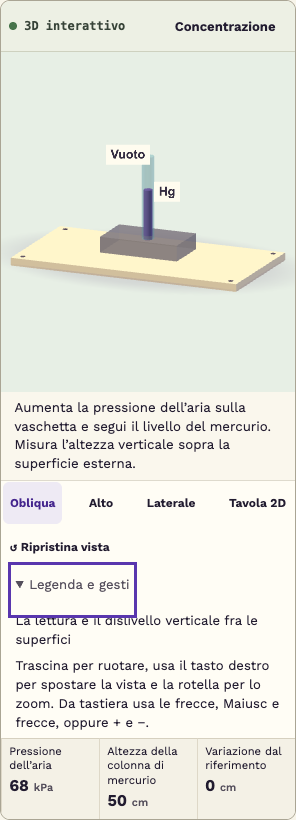 3D interattivo
Concentrazione
Vuoto
Hg
Aumenta la pressione dell'aria sulla
vaschetta e segui il livello del mercurio.
Misura l'altezza verticale sopra la
superficie esterna.
Obliqua
Alto
Laterale
Tavola 2D
↺ Ripristina vista
▼ Legenda e gesti
La lettura è il dislivello verticale fra le
superfici
Trascina per ruotare, usa il tasto destro
per spostare la vista e la rotella per lo
zoom. Da tastiera usa le frecce, Maiusc e
frecce, oppure + e −.
Pressione
dell'aria
68 kPa
Altezza della
colonna di
mercurio
50 cm
Variazione dal
riferimento
0 cm